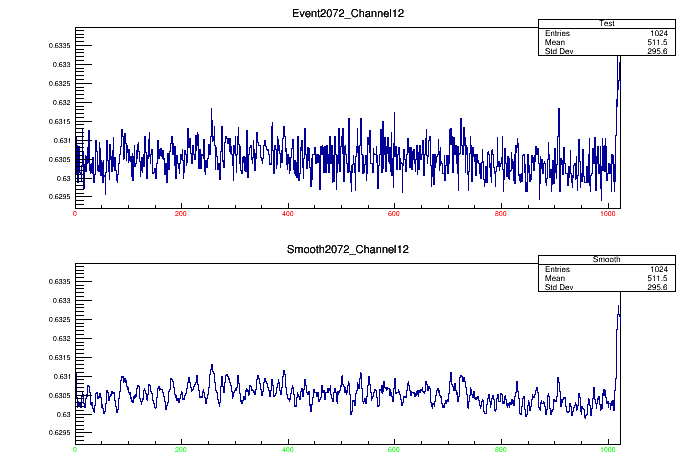 Event2072_Channel12
Test
Entries 1024
Mean 511.5
Std Dev 295.6
0.6335
0.633
0.6325
0.632
0.6315
0.631
0.6305
0.63
0.6295
0 200 400 600 800 1000
Smooth2072_Channel12
Smooth
Entries 1024
Mean 511.5
Std Dev 295.6
0.6335
0.633
0.6325
0.632
0.6315
0.631
0.6305
0.63
0.6295
0 200 400 600 800 1000